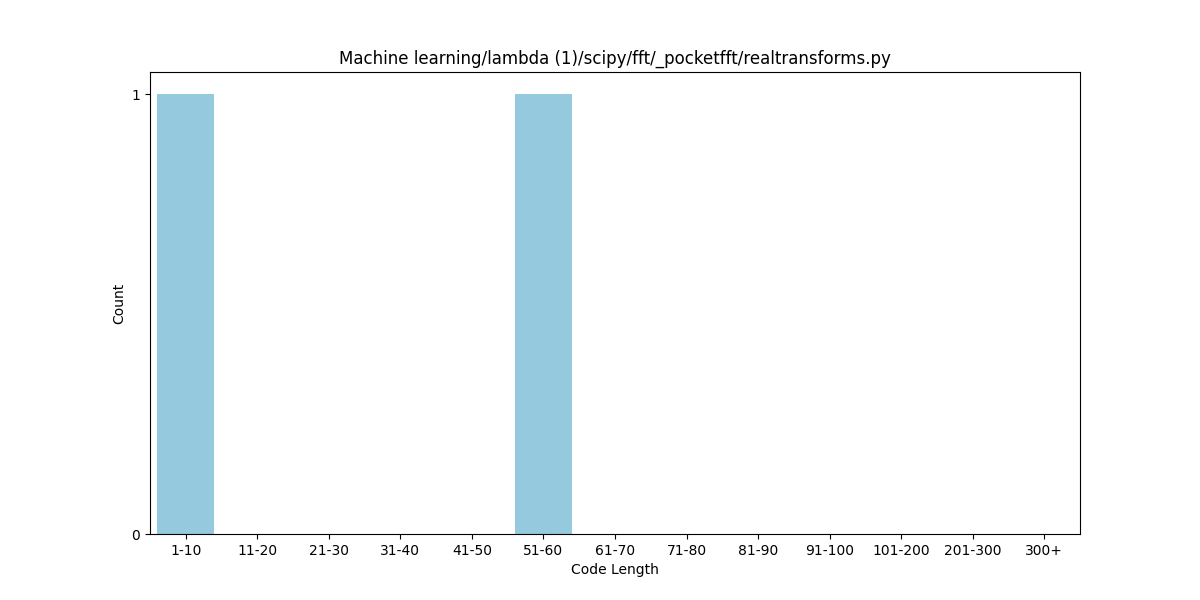 Machine learning/lambda (1)/scipy/fft/_pocketfft/realtransforms.py
1
Count
0
1-10 11-20 21-30 31-40 41-50 51-60 61-70 71-80 81-90 91-100 101-200 201-300 300+
Code Length